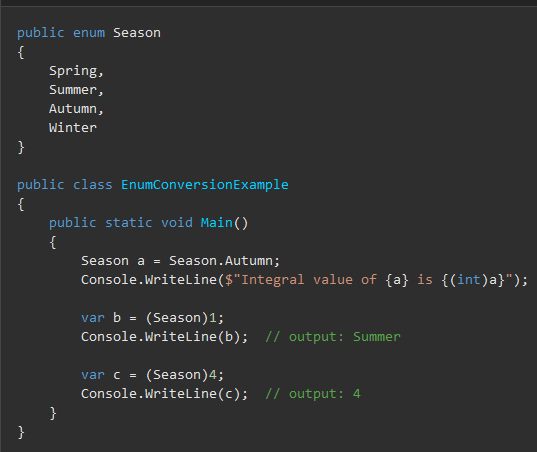 public enum Season
{
    Spring,
    Summer,
    Autumn,
    Winter
}
public class EnumConversionExample
{
    public static void Main()
    {
        Season a = Season.Autumn;
        Console.WriteLine($"Integral value of {a} is {(int)a}");
        var b = (Season)1;
        Console.WriteLine(b);  // output: Summer
        var c = (Season)4;
        Console.WriteLine(c);  // output: 4
    }
}